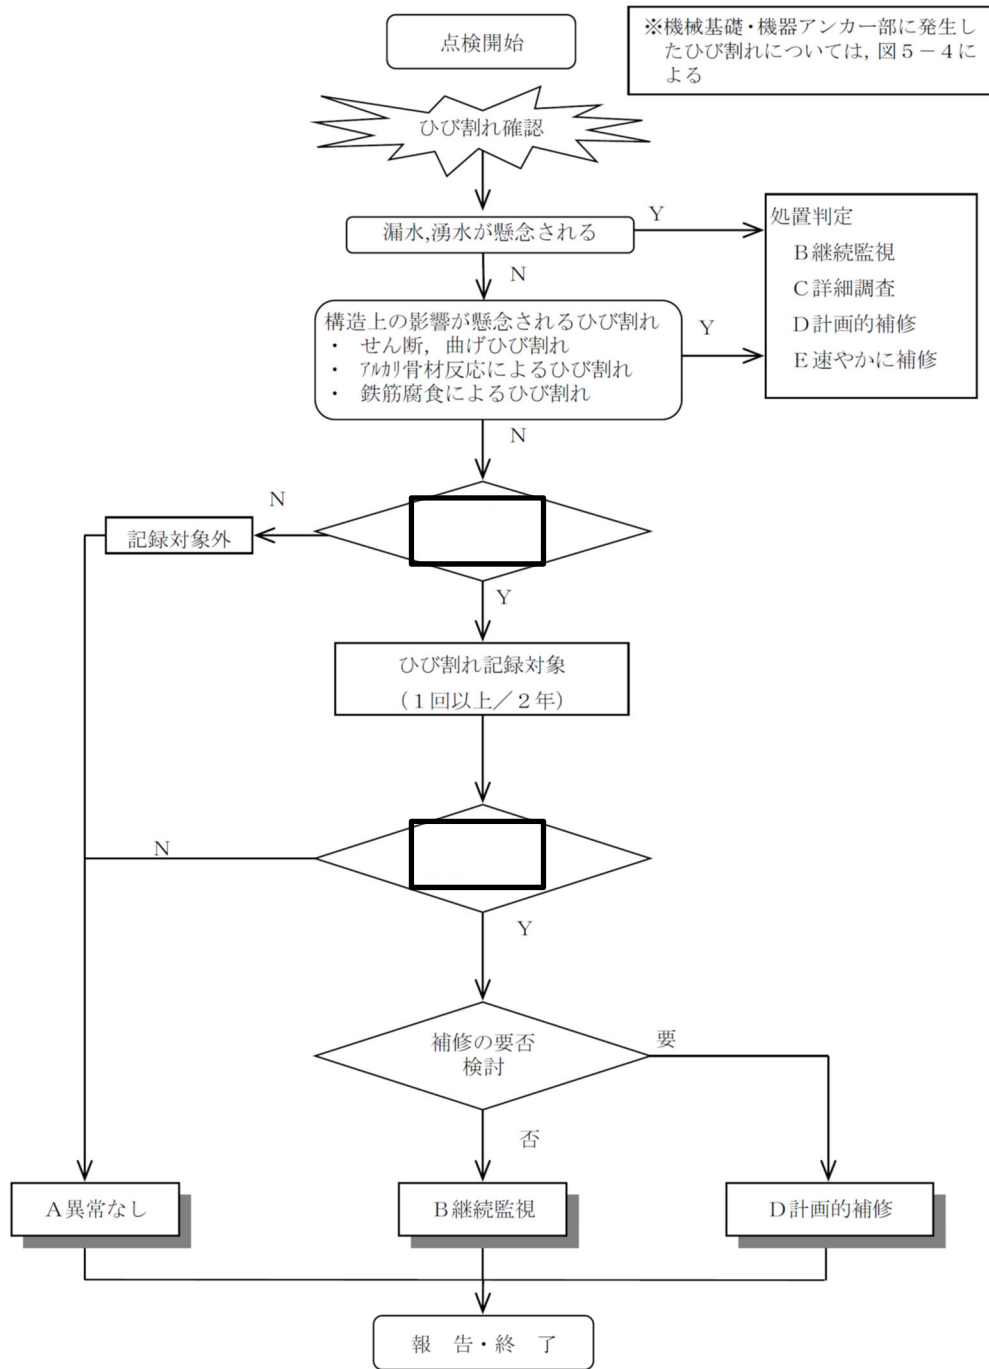 点検開始
※機械基礎・機器アンカー部に発生し
たひび割れについては，図５－４に
よる
ひび割れ確認
漏水,湧水が懸念される
Y
N
処置判定
B継続監視
C詳細調査
D計画的補修
E速やかに補修
構造上の影響が懸念されるひび割れ
・ せん断，曲げひび割れ
・ ｱﾙｶﾘ骨材反応によるひび割れ
・ 鉄筋腐食によるひび割れ
Y
N
N
記録対象外
Y
ひび割れ記録対象
（１回以上／２年）
N
Y
補修の要否
検討
要
否
A異常なし
B継続監視
D計画的補修
報 告・終 了